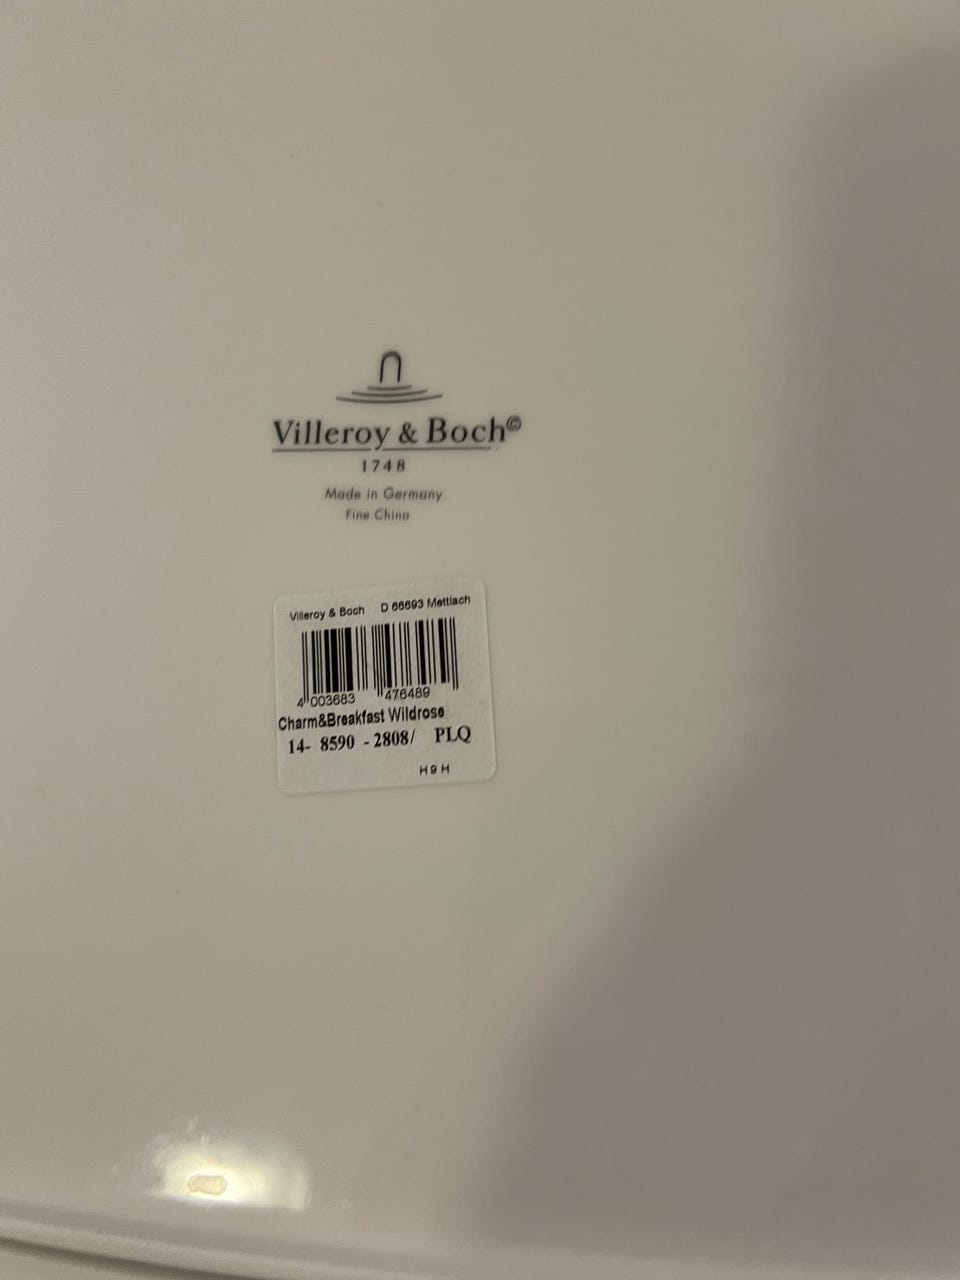 Villeroy & Boch©
1748
Made in Germany
Fine China
Villeroy & Boch D 66693 Mettlach
4 003683 476489
Charm&Breakfast Wildrose
14- 8590 - 2808/ PLQ
H9H